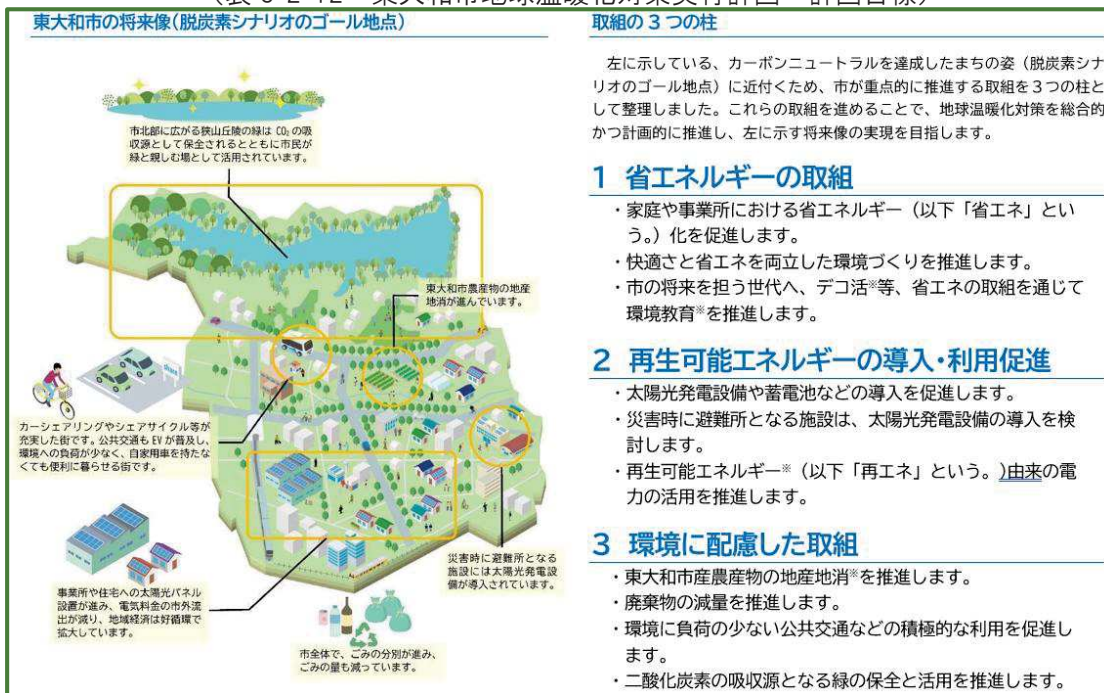 東大和市の将来像(脱炭素シナリオのゴール地点)
市北部に広がる狭山丘陵の緑は CO₂ の吸
収源として保全されるとともに市民が
緑と親しむ場として活用されています。
東大和市農産物の地産
地消が進んでいます。
share
カーシェアリングやシェアサイクル等が
充実した街です。公共交通も EV が普及し、
環境への負荷が少なく、自家用車を持たな
くても便利に暮らせる街です。
災害時に避難所となる
施設には太陽光発電設
備が導入されています。
事業所や住宅への太陽光パネル
設置が進み、電気料金の市外流
出が減り、地域経済は好循環で
拡大しています。
市全体で、ごみの分別が進み、
ごみの量も減っています。
取組の3つの柱
左に示している、カーボンニュートラルを達成したまちの姿（脱炭素シナ
リオのゴール地点）に近付くため、市が重点的に推進する取組を3つの柱と
して整理しました。これらの取組を進めることで、地球温暖化対策を総合的
かつ計画的に推進し、左に示す将来像の実現を目指します。
1 省エネルギーの取組
・家庭や事業所における省エネルギー（以下「省エネ」とい
う。）化を促進します。
・快適さと省エネを両立した環境づくりを推進します。
・市の将来を担う世代へ、デコ活※等、省エネの取組を通じて
環境教育※を推進します。
2 再生可能エネルギーの導入・利用促進
・太陽光発電設備や蓄電池などの導入を促進します。
・災害時に避難所となる施設は、太陽光発電設備の導入を検
討します。
・再生可能エネルギー※（以下「再エネ」という。)由来の電
力の活用を推進します。
3 環境に配慮した取組
・東大和市産農産物の地産地消※を推進します。
・廃棄物の減量を推進します。
・環境に負荷の少ない公共交通などの積極的な利用を促進し
ます。
・二酸化炭素の吸収源となる緑の保全と活用を推進します。